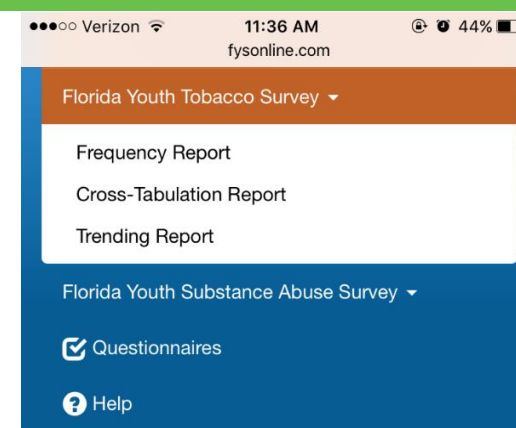 Verizon 11:36 AM 44%
fysonline.com
Florida Youth Tobacco Survey
Frequency Report
Cross-Tabulation Report
Trending Report
Florida Youth Substance Abuse Survey
Questionnaires
? Help